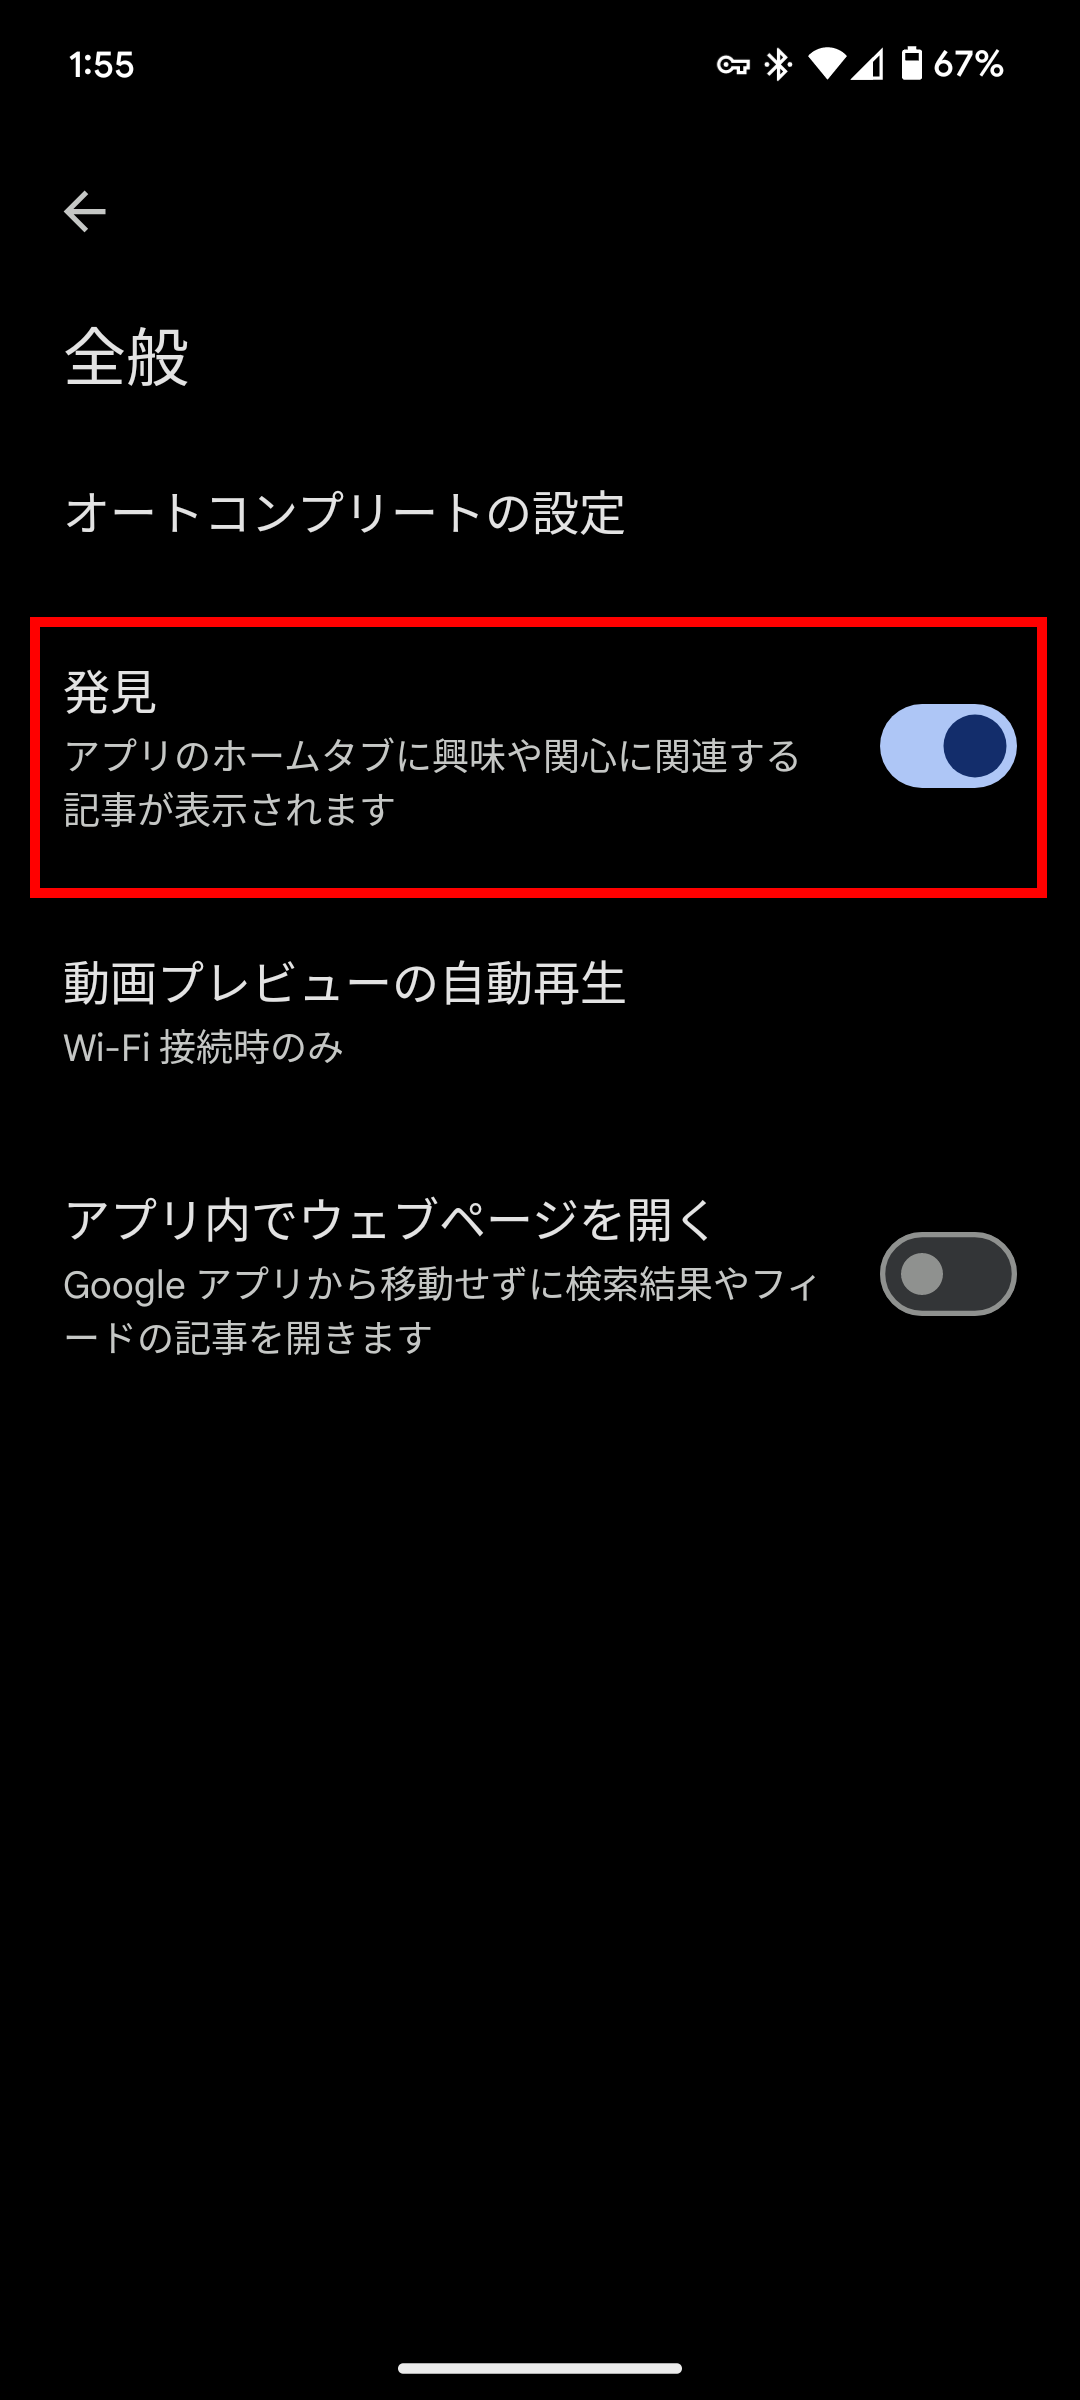 1:55
67%
全般
オートコンプリートの設定
発見
アプリのホームタブに興味や関心に関連する
記事が表示されます
動画プレビューの自動再生
Wi-Fi 接続時のみ
アプリ内でウェブページを開く
Google アプリから移動せずに検索結果やフィ
ードの記事を開きます